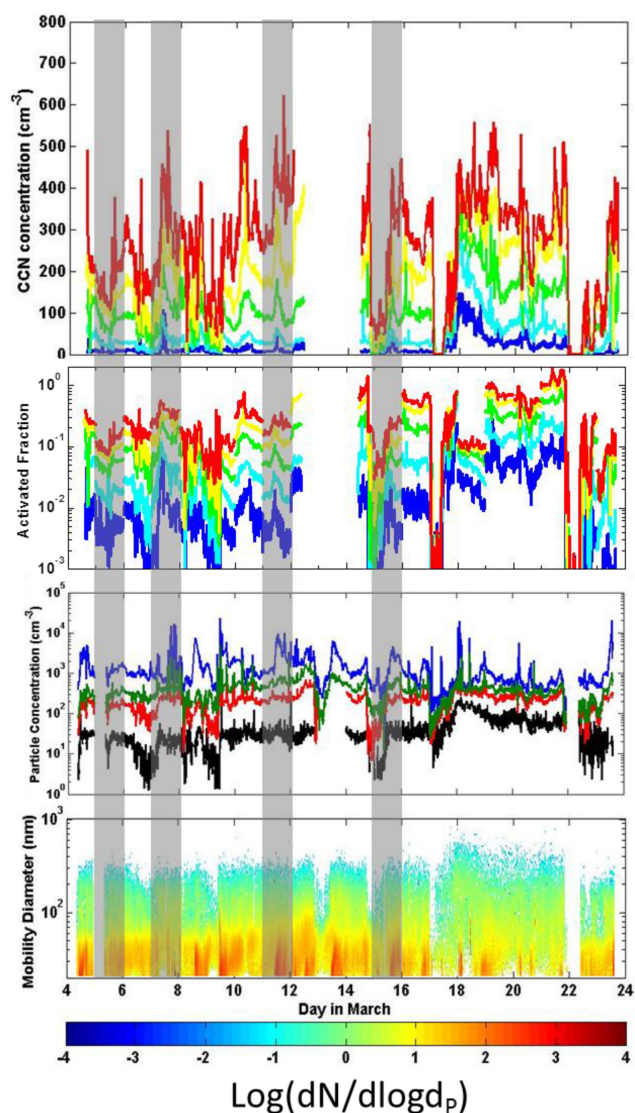 800
700
600
500
400
300
200
100
0
CCN concentration (cm⁻³)
10⁰
10⁻¹
10⁻²
10⁻³
Activated Fraction
10⁵
10⁴
10³
10²
10¹
10⁰
Particle Concentration (cm⁻³)
10³
10²
Mobility Diameter (nm)
4 6 8 10 12 14 16 18 20 22 24
Day in March
-4 -3 -2 -1 0 1 2 3 4
Log(dN/dlogdₚ)